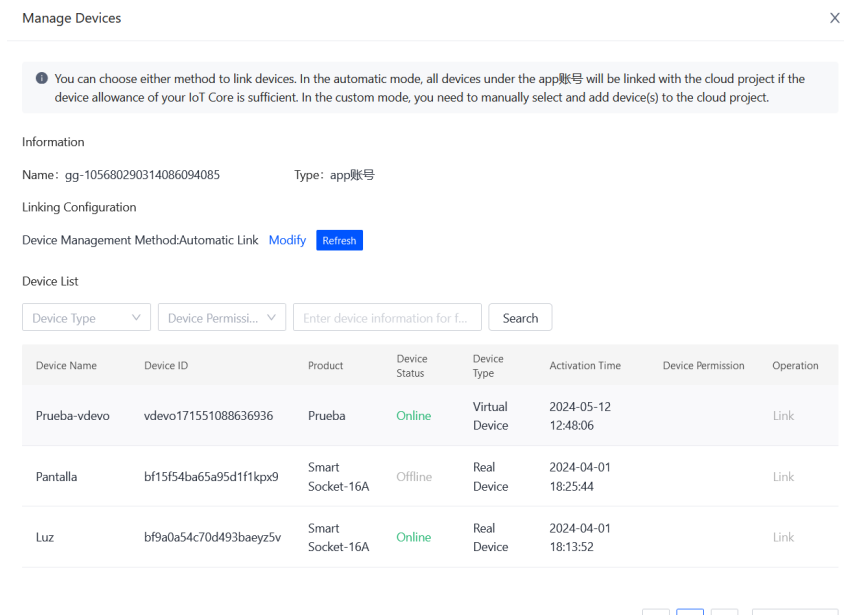 Manage Devices
You can choose either method to link devices. In the automatic mode, all devices under the app账号 will be linked with the cloud project if the
device allowance of your IoT Core is sufficient. In the custom mode, you need to manually select and add device(s) to the cloud project.
Information
Name: gg-105680290314086094085 Type: app账号
Linking Configuration
Device Management Method:Automatic Link Modify Refresh
Device List
Device Type Device Permissi... Enter device information for f... Search
Device Name Device ID Product Device Status Device Type Activation Time Device Permission Operation
Prueba-vdevo vdevo171551088636936 Prueba Online Virtual Device 2024-05-12 12:48:06 Link
Pantalla bf15f54ba65a95d1f1kpx9 Smart Socket-16A Offline Real Device 2024-04-01 18:25:44 Link
Luz bf9a0a54c70d493baeyz5v Smart Socket-16A Online Real Device 2024-04-01 18:13:52 Link